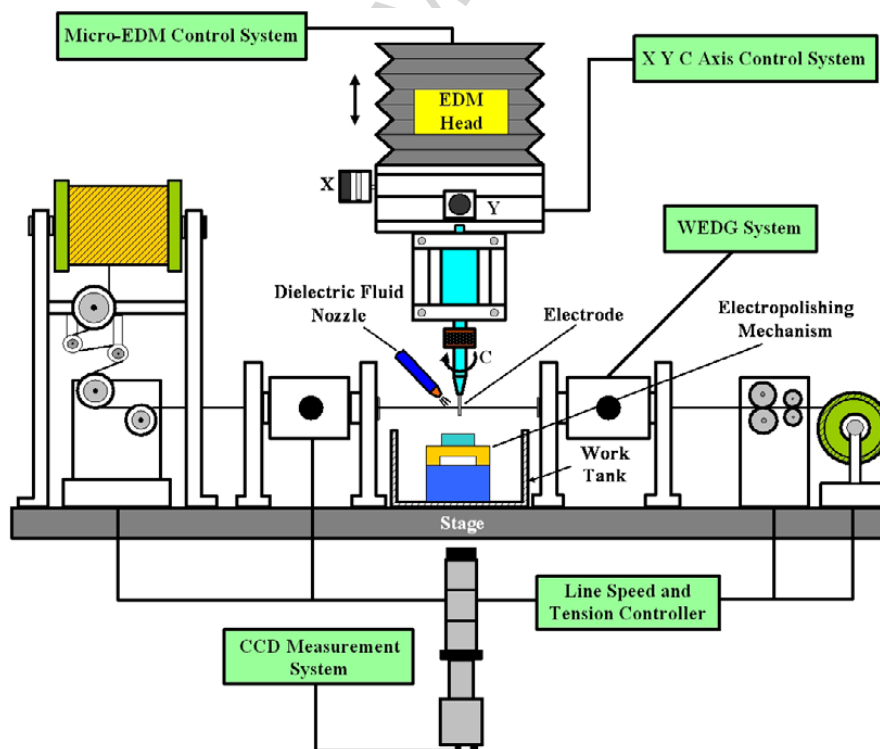 Micro-EDM Control System
X Y C Axis Control System
EDM
Head
X
Y
WEDG System
Dielectric Fluid
Nozzle
Electrode
Electropolishing
Mechanism
C
Work
Tank
Stage
Line Speed and
Tension Controller
CCD Measurement
System